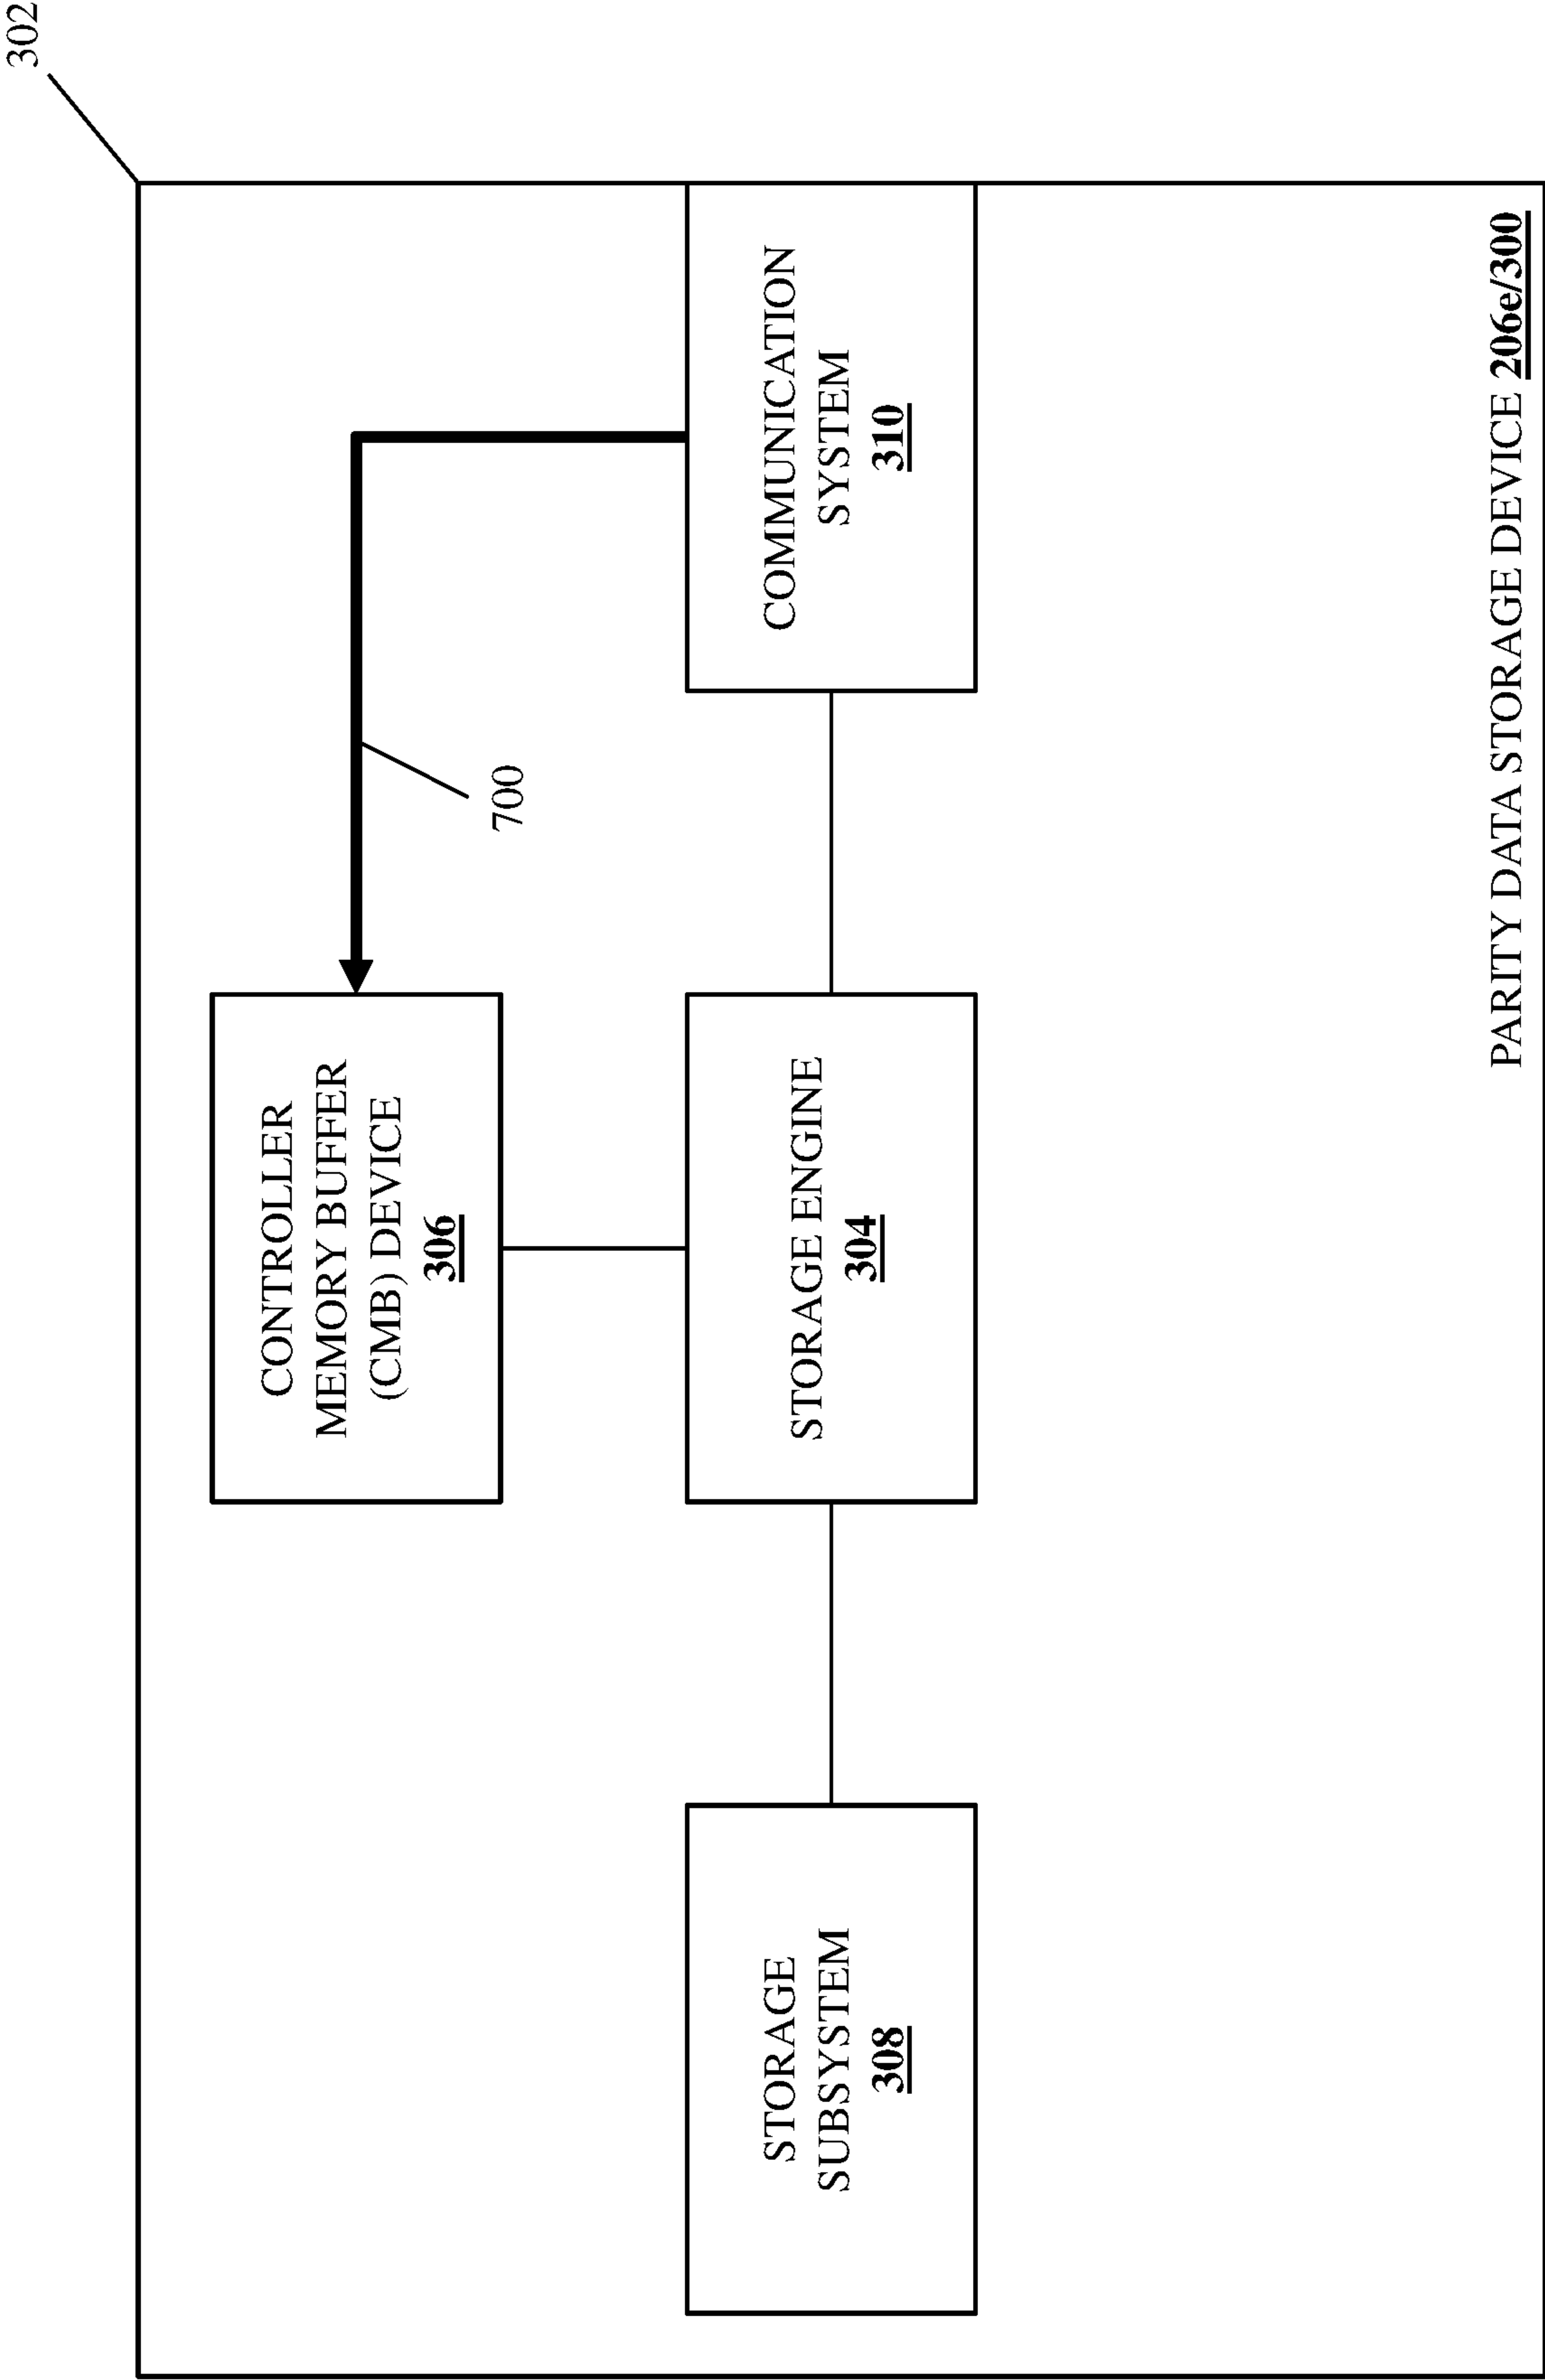 302
CONTROLLER
MEMORY BUFFER
(CMB) DEVICE
306
700
STORAGE
SUBSYSTEM
308
STORAGE ENGINE
304
COMMUNICATION
SYSTEM
310
PARITY DATA STORAGE DEVICE 206e/300